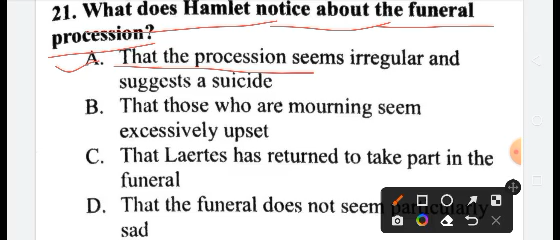 21. What does Hamlet notice about the funeral
procession?
A. That the procession seems irregular and
suggests a suicide
B. That those who are mourning seem
excessively upset
C. That Laertes has returned to take part in the
funeral
D. That the funeral does not seem particularly
sad